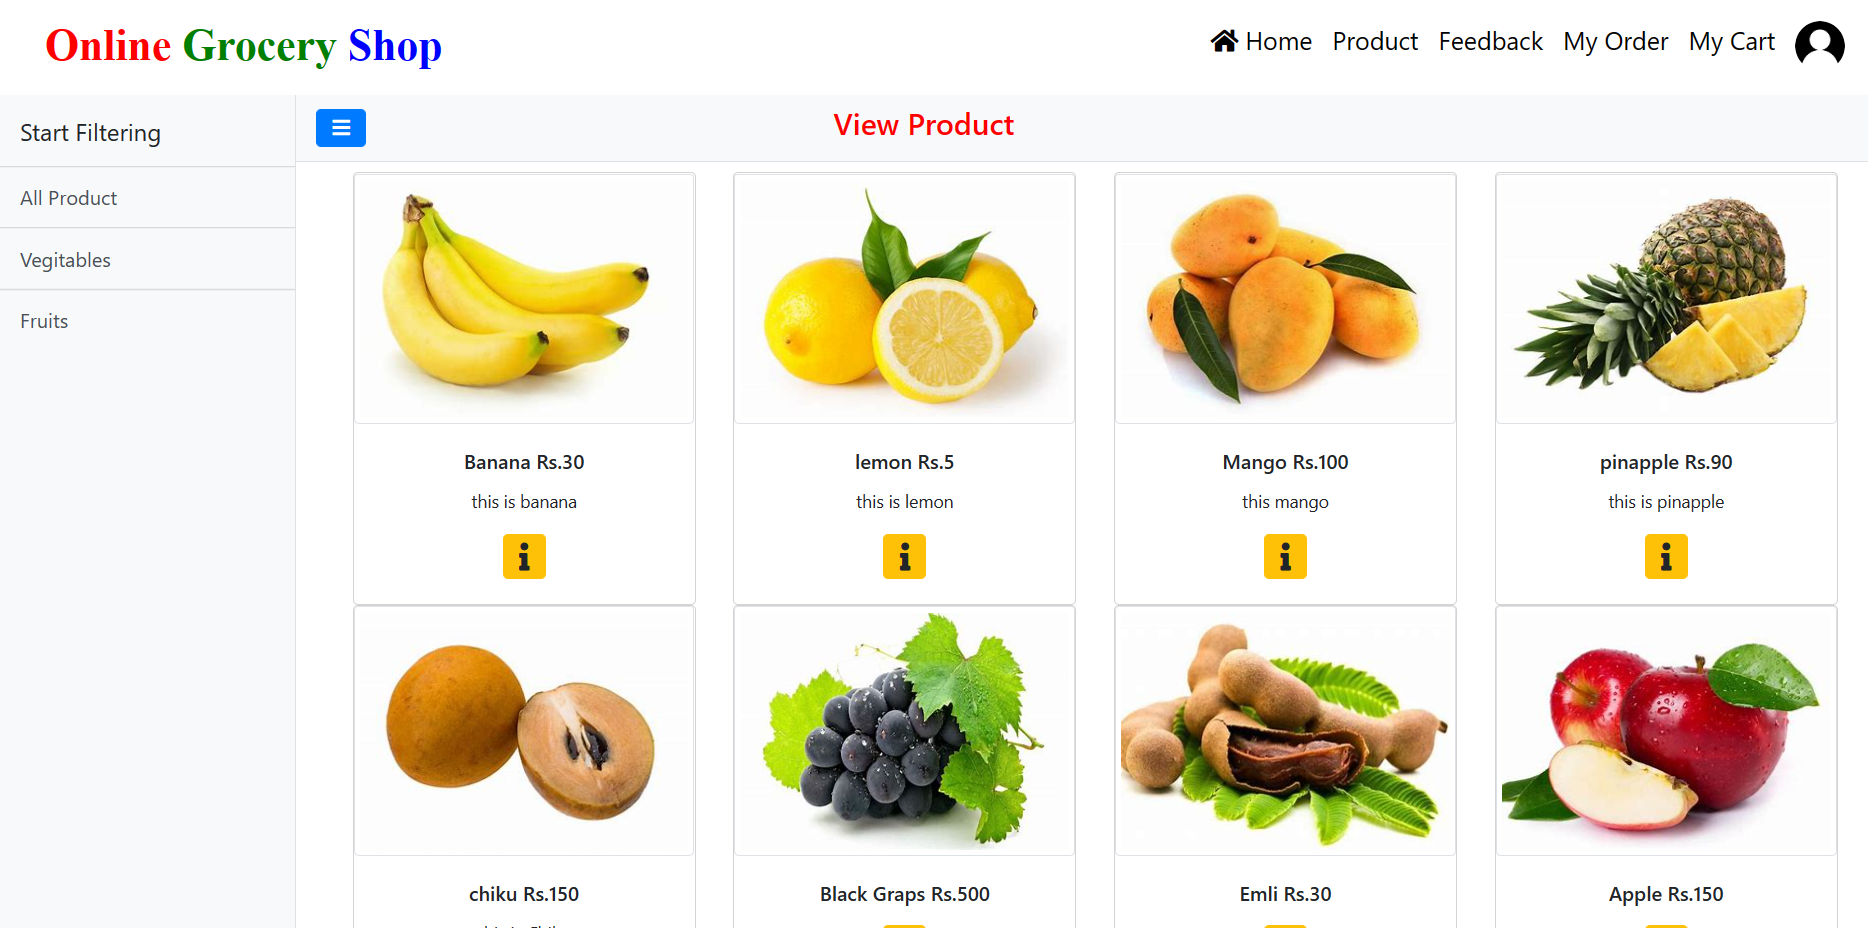 Online Grocery Shop
Home Product Feedback My Order My Cart
Start Filtering
View Product
All Product
Vegitables
Fruits
Banana Rs.30
this is banana
lemon Rs.5
this is lemon
Mango Rs.100
this mango
pinapple Rs.90
this is pinapple
chiku Rs.150
Black Graps Rs.500
Emli Rs.30
Apple Rs.150